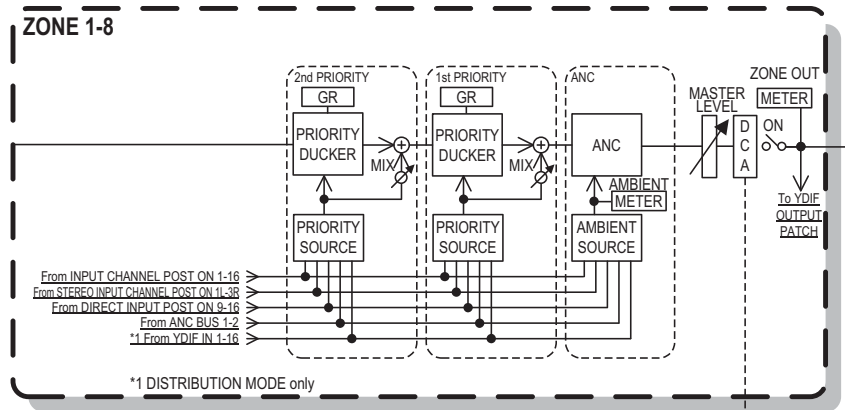 ZONE 1-8
2nd PRIORITY
GR
PRIORITY
DUCKER
MIX
PRIORITY
SOURCE
1st PRIORITY
GR
PRIORITY
DUCKER
MIX
PRIORITY
SOURCE
ANC
ANC
AMBIENT
METER
AMBIENT
SOURCE
MASTER
LEVEL
D
C
A
ON
ZONE OUT
METER
To YDIF
OUTPUT
PATCH
From INPUT CHANNEL POST ON 1-16
From STEREO INPUT CHANNEL POST ON 1L-3R
From DIRECT INPUT POST ON 9-16
From ANC BUS 1-2
*1 From YDIF IN 1-16
*1 DISTRIBUTION MODE only